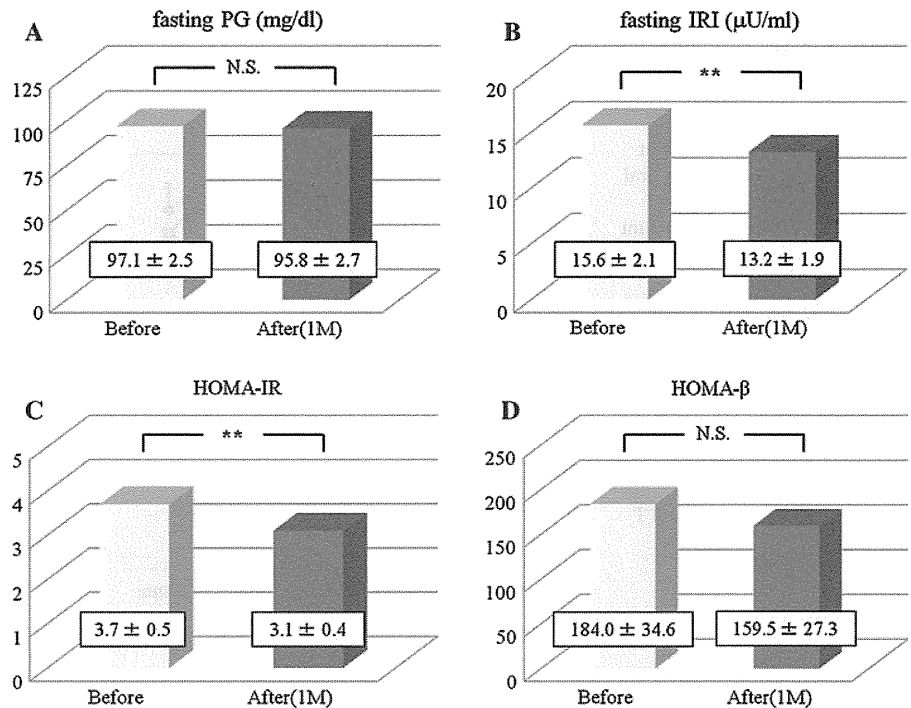 A
fasting PG (mg/dl)
N.S.
125
100
75
50
25
0
97.1 ± 2.5
95.8 ± 2.7
Before
After(1M)
B
fasting IRI (μU/ml)
**
20
15
10
5
0
15.6 ± 2.1
13.2 ± 1.9
Before
After(1M)
C
HOMA-IR
**
5
4
3
2
1
0
3.7 ± 0.5
3.1 ± 0.4
Before
After(1M)
D
HOMA-β
N.S.
250
200
150
100
50
0
184.0 ± 34.6
159.5 ± 27.3
Before
After(1M)